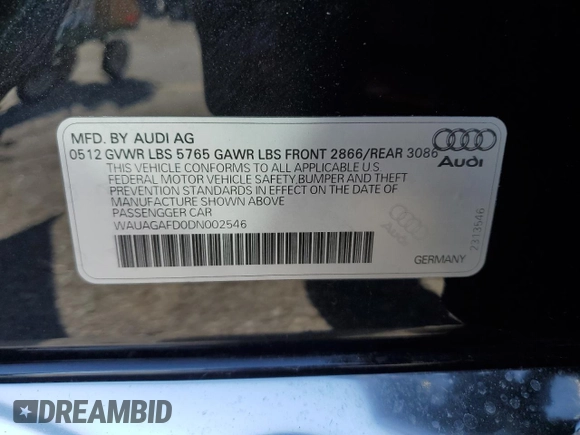 MFD. BY AUDI AG
0512 GVWR LBS 5765 GAWR LBS FRONT 2866/REAR 3086
THIS VEHICLE CONFORMS TO ALL APPLICABLE U S
FEDERAL MOTOR VEHICLE SAFETY,BUMPER AND THEFT
PREVENTION STANDARDS IN EFFECT ON THE DATE OF
MANUFACTURE SHOWN ABOVE
PASSENGGER CAR
WAUAGAFD0DN002546
Audi
Audi
2313546
GERMANY
DREAMBID